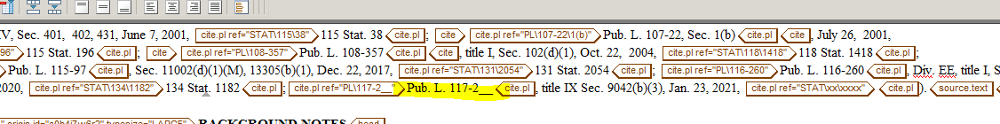 IV, Sec. 401, 402, 431, June 7, 2001, cite.pl ref="STAT\115\38" 115 Stat. 38 cite.pl ; cite cite.pl ref="PL\107-22\1(b)" Pub. L. 107-22, Sec. 1(b) cite.pl cite , July 26, 2001,
96" 115 Stat. 196 cite.pl ; cite cite.pl ref="PL\108-357" Pub. L. 108-357 cite.pl cite , title I, Sec. 102(d)(1), Oct. 22, 2004, cite.pl ref="STAT\118\1418" 118 Stat. 1418 cite.pl ;
Pub. L. 115-97 cite.pl , Sec. 11002(d)(1)(M), 13305(b)(1), Dec. 22, 2017, cite.pl ref="STAT\131\2054" 131 Stat. 2054 cite.pl ; cite.pl ref="PL\116-260" Pub. L. 116-260 cite.pl , Div. EE, title I, S
2020, cite.pl ref="STAT\134\1182" 134 Stat. 1182 cite.pl ; cite.pl ref="PL\117-2__" Pub. L. 117-2__ cite.pl , title IX Sec. 9042(b)(3), Jan. 23, 2021, cite.pl ref="STAT\xx\xxxx" cite.pl ). source.text
BACKGROUND NOTES head